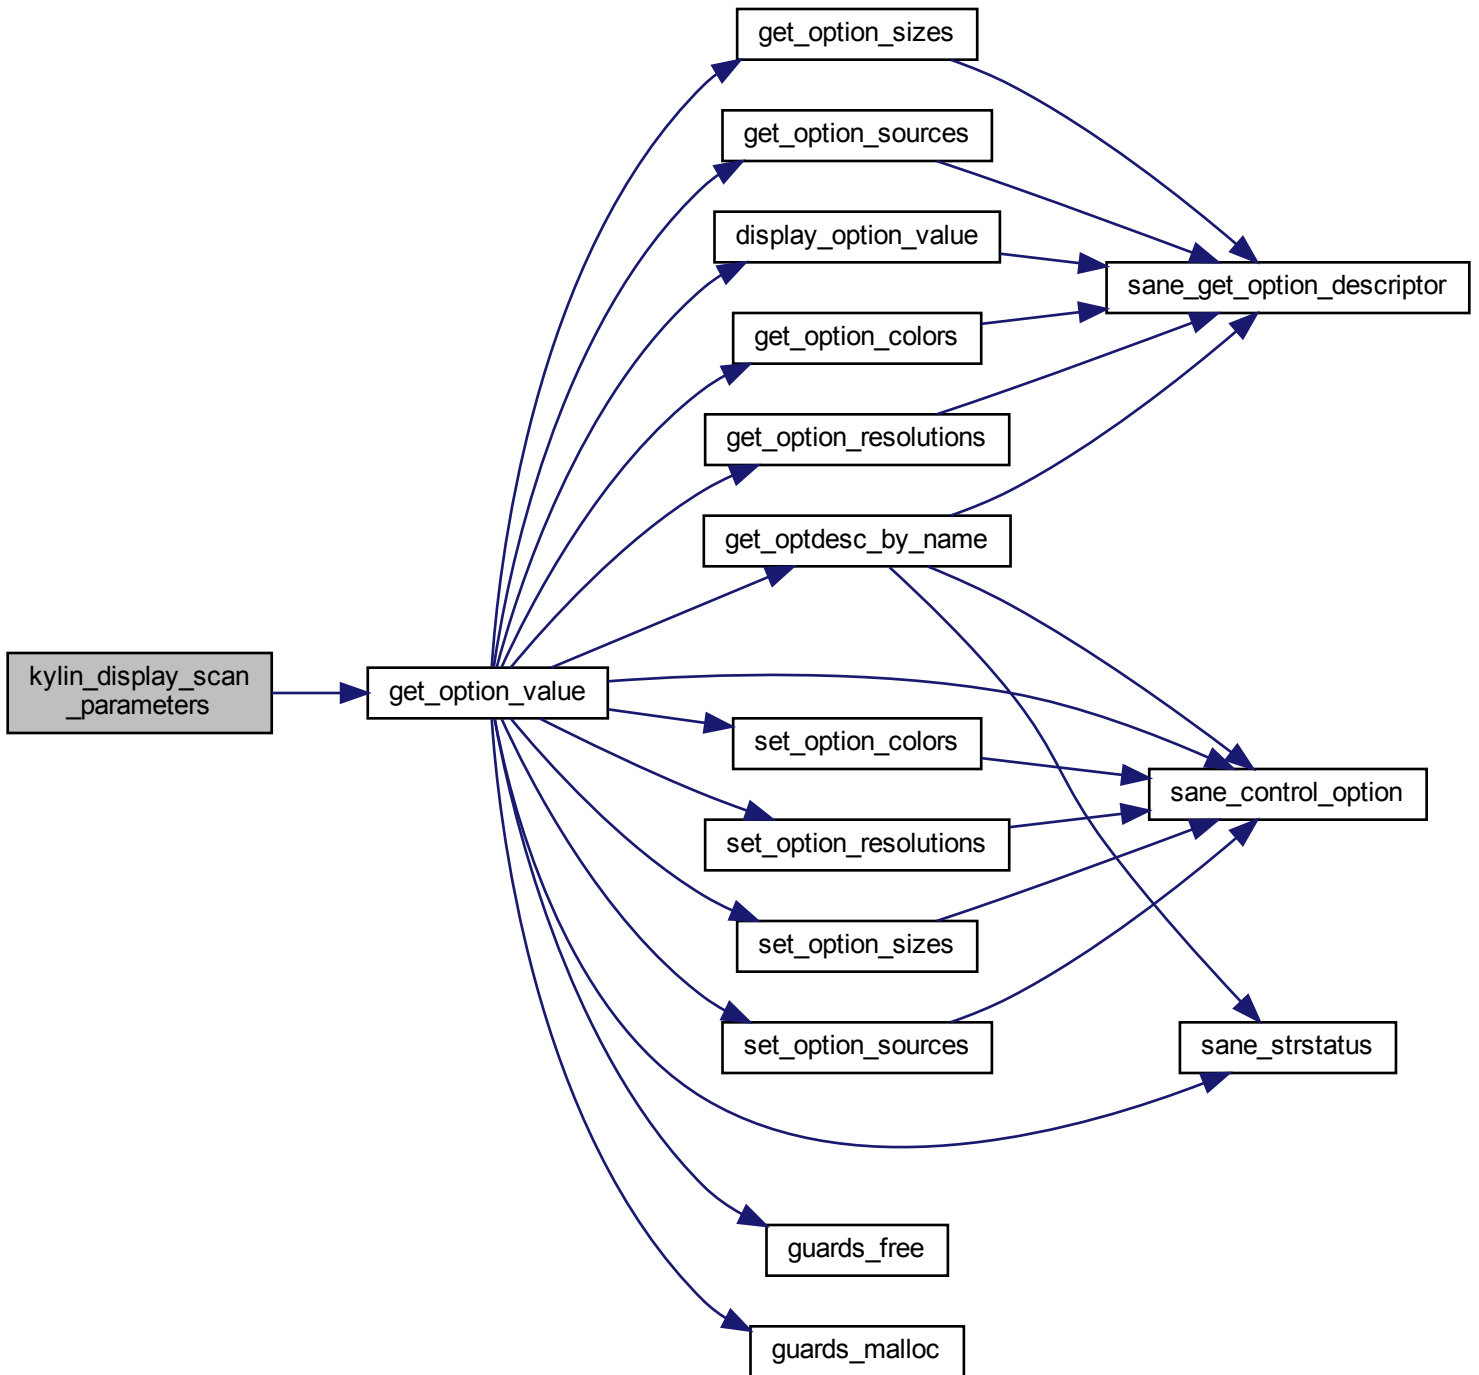 get_option_sizes
get_option_sources
display_option_value
sane_get_option_descriptor
get_option_colors
get_option_resolutions
get_optdesc_by_name
kylin_display_scan
_parameters
get_option_value
set_option_colors
sane_control_option
set_option_resolutions
set_option_sizes
set_option_sources
sane_strstatus
guards_free
guards_malloc